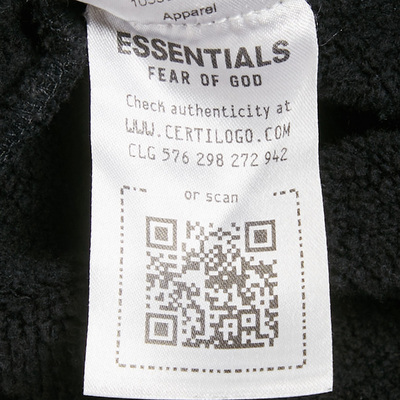 Apparel
ESSENTIALS
FEAR OF GOD
Check authenticity at
WWW.CERTILOGO.COM
CLG 576 298 272 942
or scan